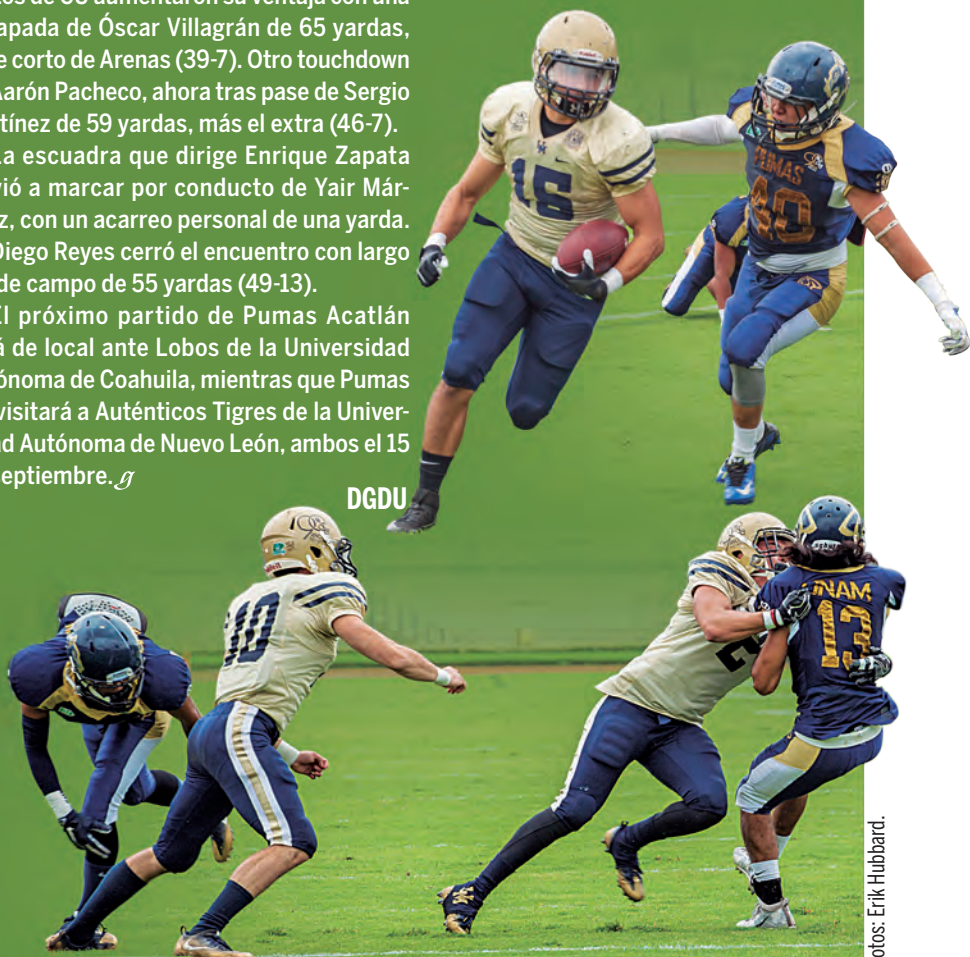 tos de CU aumentaron su ventaja con una
apada de Óscar Villagrán de 65 yardas,
e corto de Arenas (39-7). Otro touchdown
Aarón Pacheco, ahora tras pase de Sergio
tínez de 59 yardas, más el extra (46-7).
La escuadra que dirige Enrique Zapata
vió a marcar por conducto de Yair Már-
z, con un acarreo personal de una yarda.
Diego Reyes cerró el encuentro con largo
de campo de 55 yardas (49-13).
El próximo partido de Pumas Acatlán
á de local ante Lobos de la Universidad
ónoma de Coahuila, mientras que Pumas
visitará a Auténticos Tigres de la Univer-
ad Autónoma de Nuevo León, ambos el 15
septiembre.
DGDU
PUMAS
40
10
2
UNAM
13
otos: Erik Hubbard.